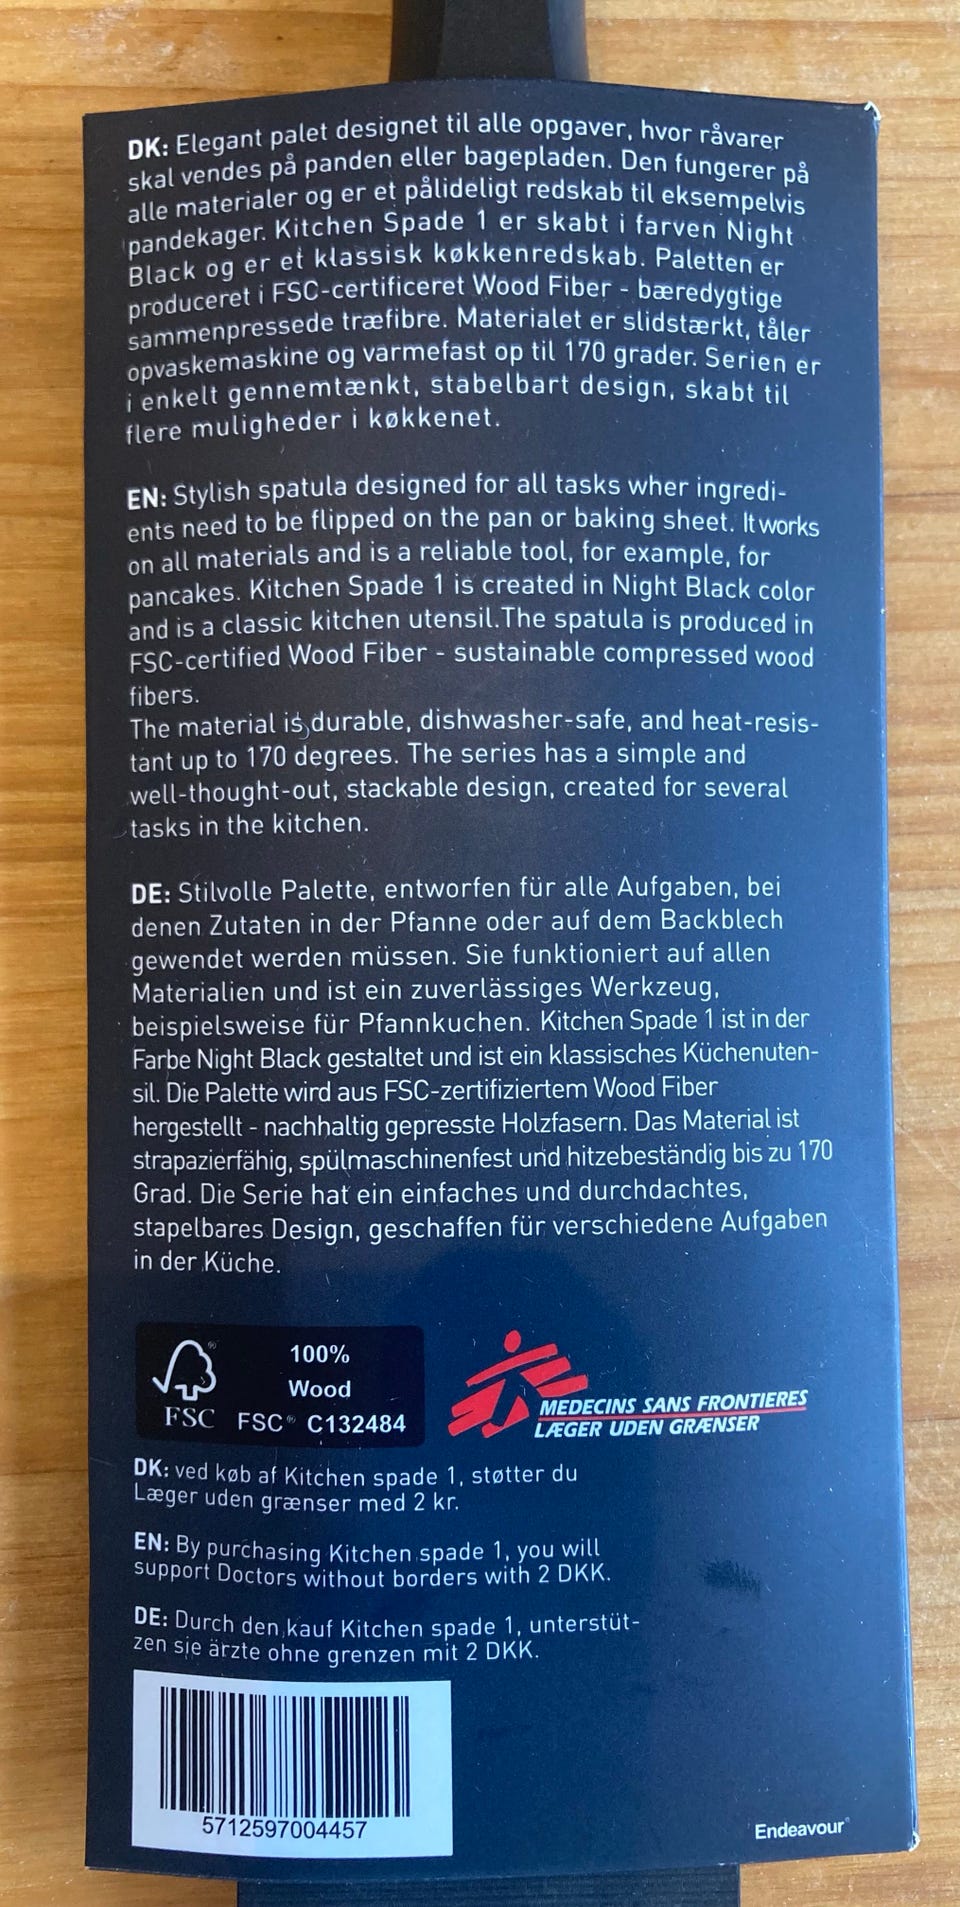 DK: Elegant palet designet til alle opgaver, hvor råvarer
skal vendes på panden eller bagepladen. Den fungerer på
alle materialer og er et pålideligt redskab til eksempelvis
pandekager. Kitchen Spade 1 er skabt i farven Night
Black og er et klassisk køkkenredskab. Paletten er
produceret i FSC-certificeret Wood Fiber - bæredygtige
sammenpressede træfibre. Materialet er slidstærkt, tåler
opvaskemaskine og varmefast op til 170 grader. Serien er
i enkelt gennemtænkt, stabelbart design, skabt til
flere muligheder i køkkenet.
EN: Stylish spatula designed for all tasks wher ingredi-
ents need to be flipped on the pan or baking sheet. It works
on all materials and is a reliable tool, for example, for
pancakes. Kitchen Spade 1 is created in Night Black color
and is a classic kitchen utensil.The spatula is produced in
FSC-certified Wood Fiber - sustainable compressed wood
fibers.
The material is durable, dishwasher-safe, and heat-resis-
tant up to 170 degrees. The series has a simple and
well-thought-out, stackable design, created for several
tasks in the kitchen.
DE: Stilvolle Palette, entworfen für alle Aufgaben, bei
denen Zutaten in der Pfanne oder auf dem Backblech
gewendet werden müssen. Sie funktioniert auf allen
Materialien und ist ein zuverlässiges Werkzeug,
beispielsweise für Pfannkuchen. Kitchen Spade 1 ist in der
Farbe Night Black gestaltet und ist ein klassisches Küchenuten-
sil. Die Palette wird aus FSC-zertifiziertem Wood Fiber
hergestellt - nachhaltig gepresste Holzfasern. Das Material ist
strapazierfähig, spülmaschinenfest und hitzebeständig bis zu 170
Grad. Die Serie hat ein einfaches und durchdachtes,
stapelbares Design, geschaffen für verschiedene Aufgaben
in der Küche.
100%
Wood
FSC® C132484
FSC
MEDECINS SANS FRONTIERES
LÆGER UDEN GRÆNSER
DK: ved køb af Kitchen spade 1, støtter du
Læger uden grænser med 2 kr.
EN: By purchasing Kitchen spade 1, you will
support Doctors without borders with 2 DKK.
DE: Durch den kauf Kitchen spade 1, unterstüt-
zen sie ärzte ohne grenzen mit 2 DKK.
5712597004457
Endeavour®